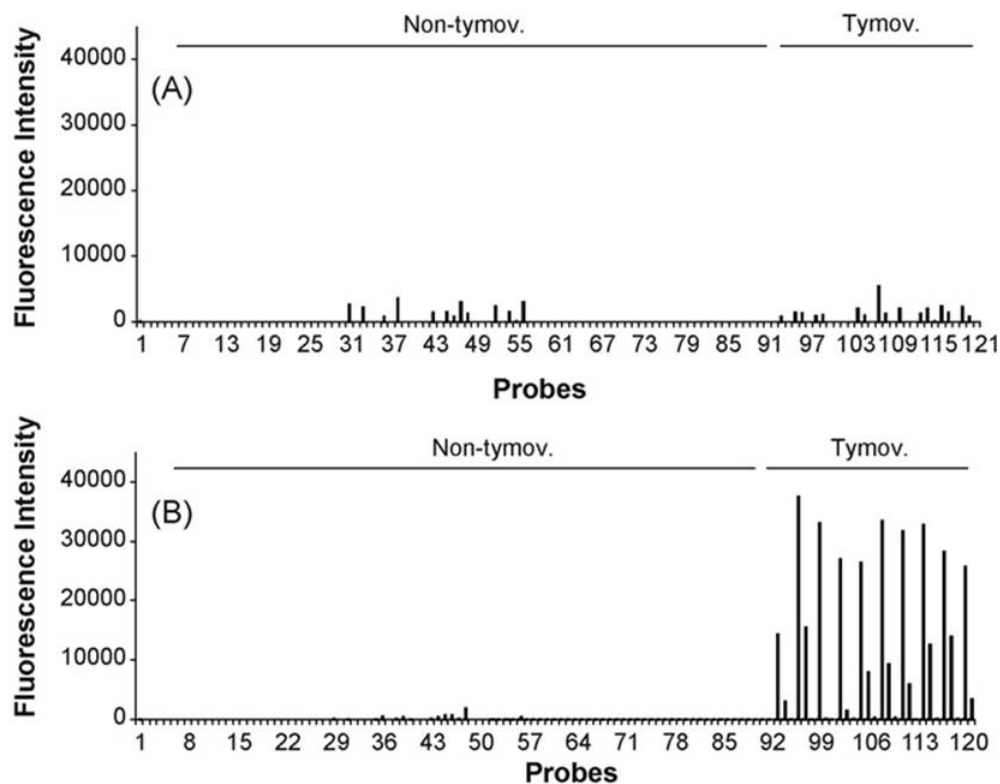 Non-tymov. Tymov.
40000
(A)
30000
20000
10000
0
Fluorescence Intensity
1 7 13 19 25 31 37 43 49 55 61 67 73 79 85 91 97 103 109 115 121
Probes
Non-tymov. Tymov.
40000
(B)
30000
20000
10000
0
Fluorescence Intensity
1 8 15 22 29 36 43 50 57 64 71 78 85 92 99 106 113 120
Probes